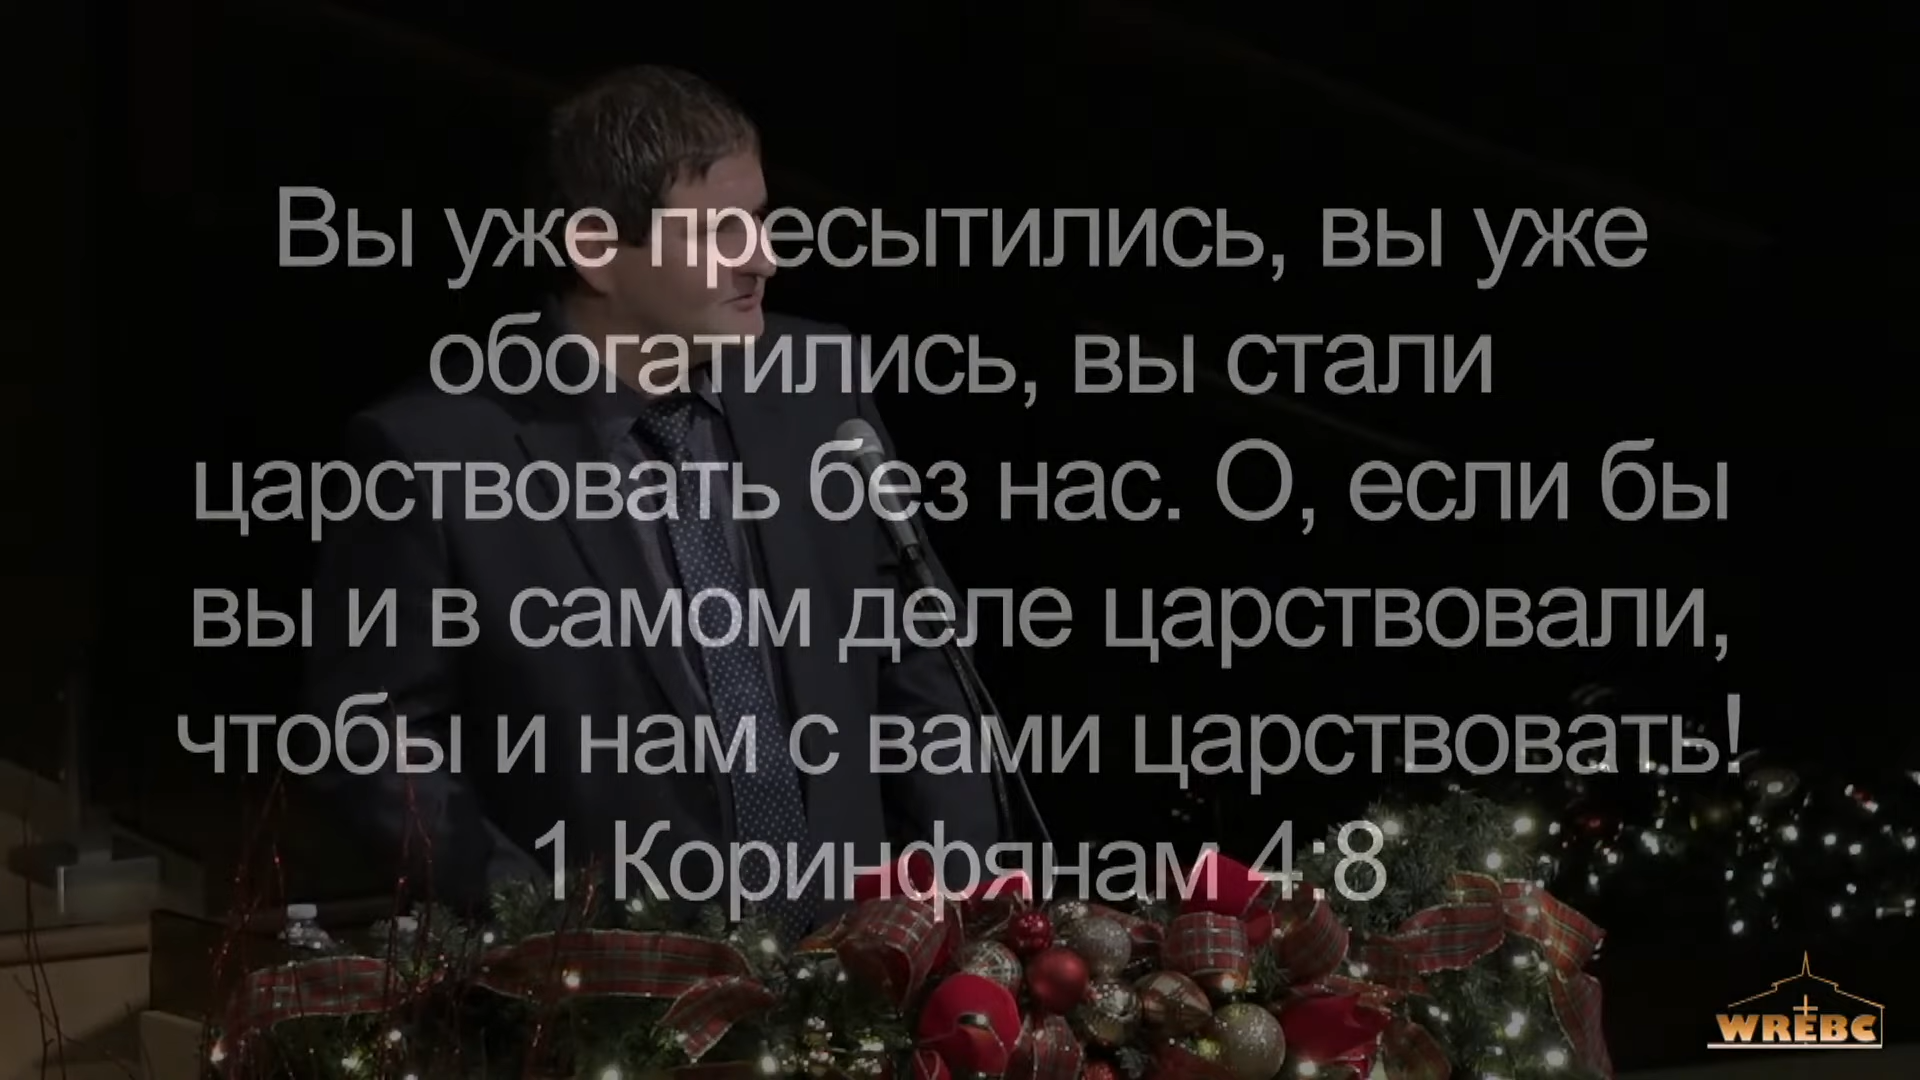 Вы уже пресытились, вы уже
обогатились, вы стали
царствовать без нас. О, если бы
вы и в самом деле царствовали,
чтобы и нам с вами царствовать!
1 Коринфянам 4:8
WREBC